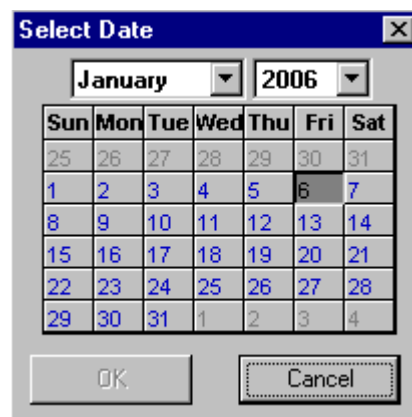 Select Date
January 2006
Sun Mon Tue Wed Thu Fri Sat
25 26 27 28 29 30 31
1 2 3 4 5 6 7
8 9 10 11 12 13 14
15 16 17 18 19 20 21
22 23 24 25 26 27 28
29 30 31 1 2 3 4
OK Cancel